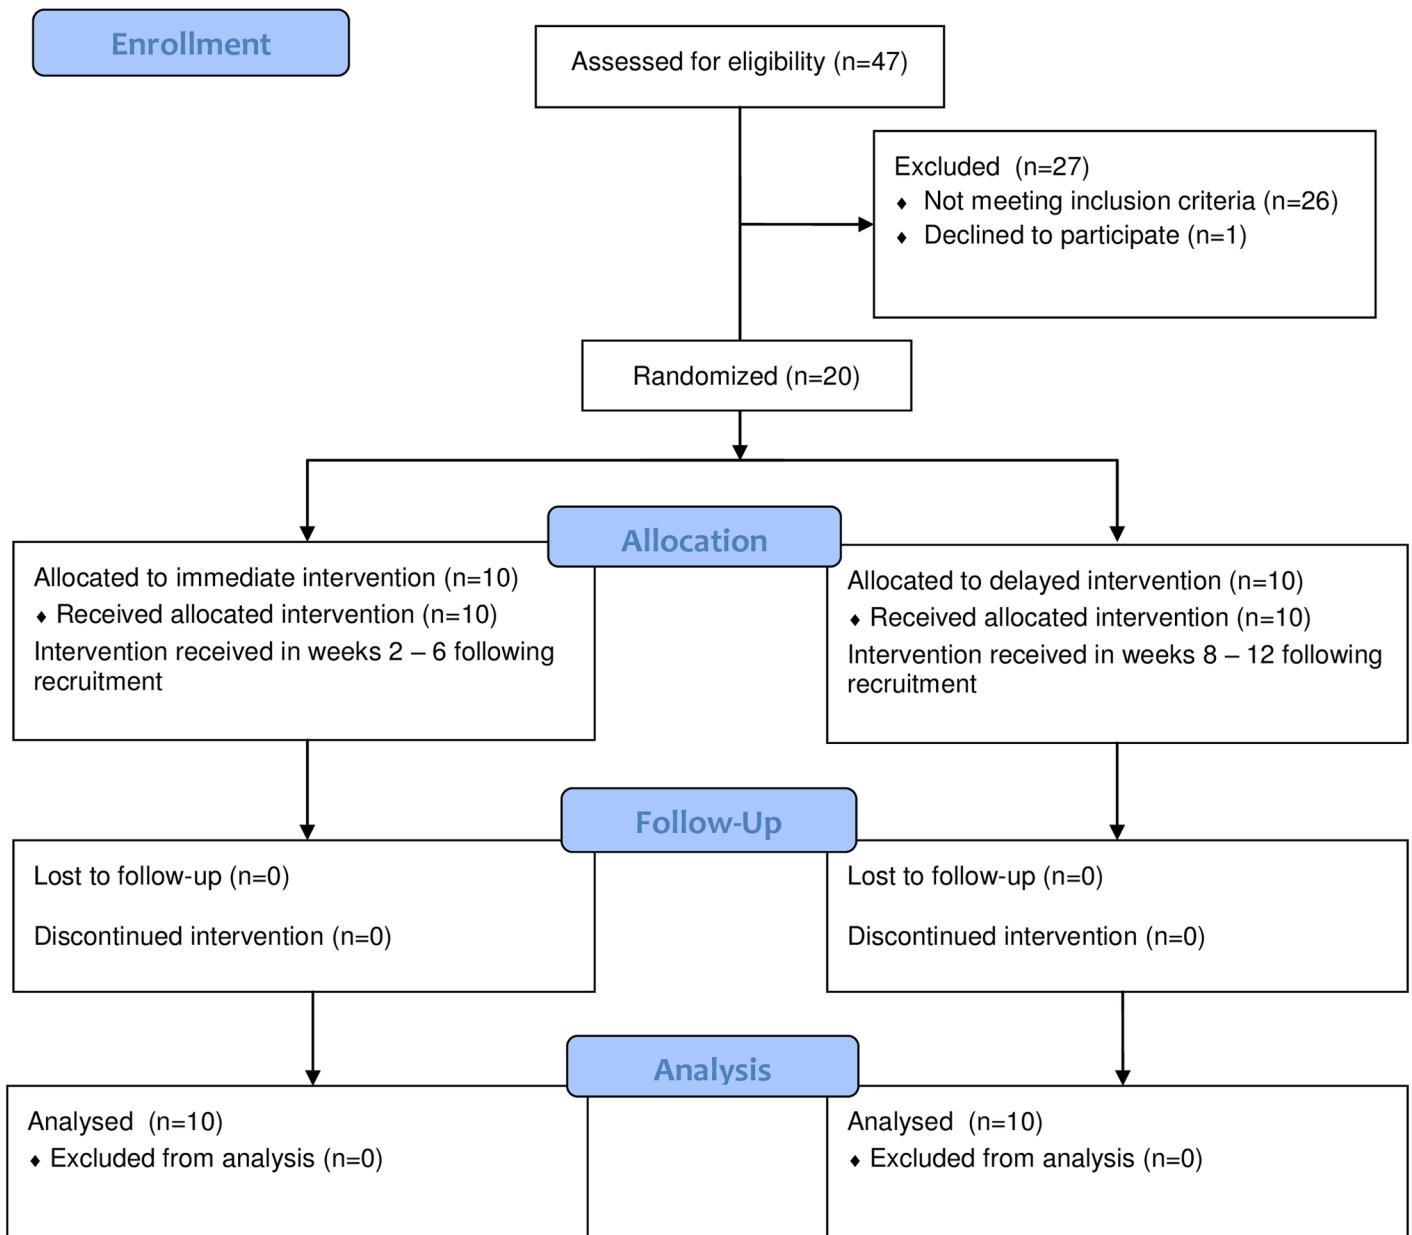 Enrollment
Assessed for eligibility (n=47)
Excluded (n=27)
♦ Not meeting inclusion criteria (n=26)
♦ Declined to participate (n=1)
Randomized (n=20)
Allocation
Allocated to immediate intervention (n=10)
♦ Received allocated intervention (n=10)
Intervention received in weeks 2 – 6 following
recruitment
Allocated to delayed intervention (n=10)
♦ Received allocated intervention (n=10)
Intervention received in weeks 8 – 12 following
recruitment
Follow-Up
Lost to follow-up (n=0)
Discontinued intervention (n=0)
Lost to follow-up (n=0)
Discontinued intervention (n=0)
Analysis
Analysed (n=10)
♦ Excluded from analysis (n=0)
Analysed (n=10)
♦ Excluded from analysis (n=0)